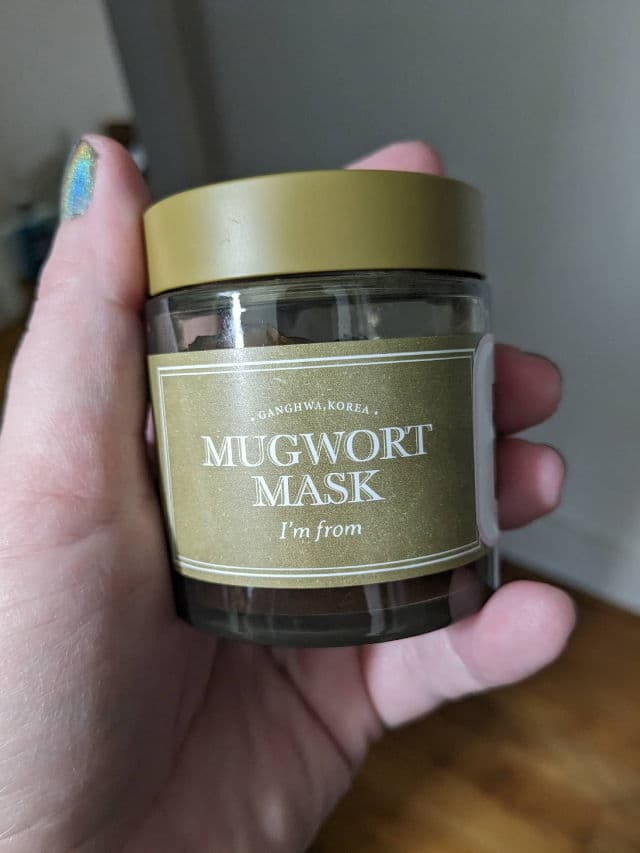 · GANGHWA, KOREA ·
MUGWORT
MASK
I'm from